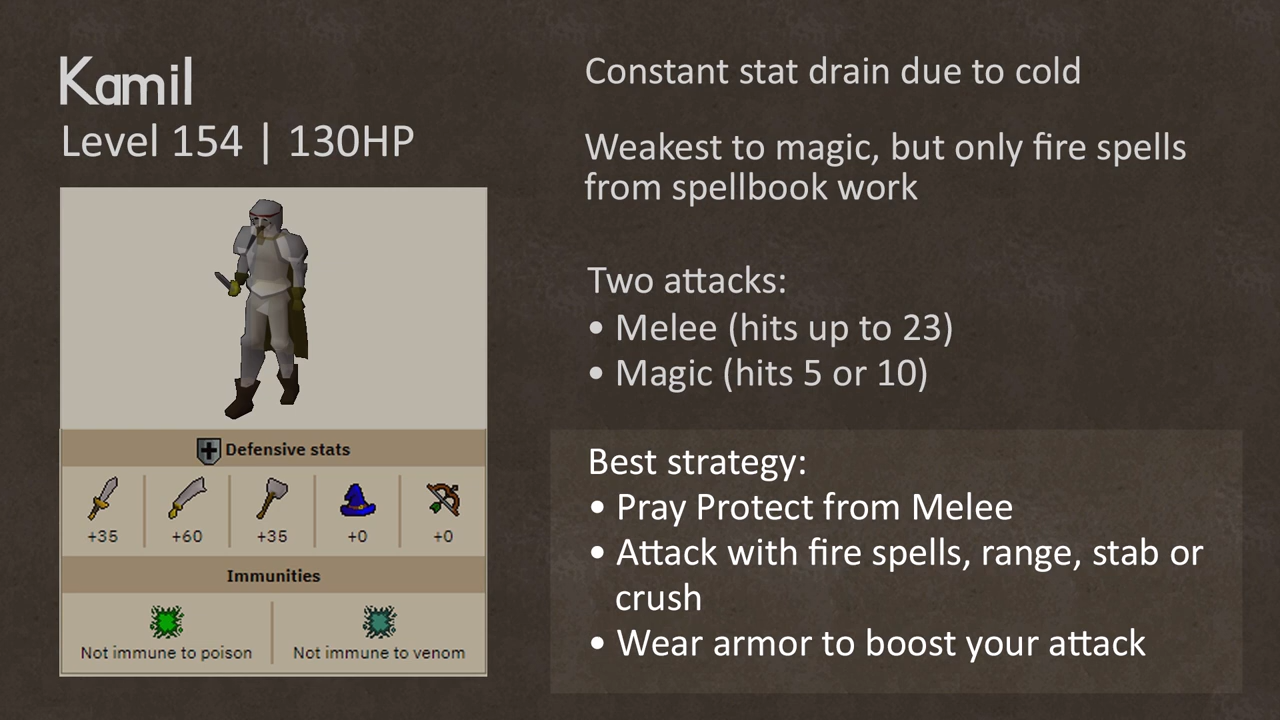 Kamil
Level 154 | 130HP
Defensive stats
+35
+60
+35
+0
+0
Immunities
Not immune to poison
Not immune to venom
Constant stat drain due to cold
Weakest to magic, but only fire spells
from spellbook work
Two attacks:
• Melee (hits up to 23)
• Magic (hits 5 or 10)
Best strategy:
• Pray Protect from Melee
• Attack with fire spells, range, stab or
crush
• Wear armor to boost your attack